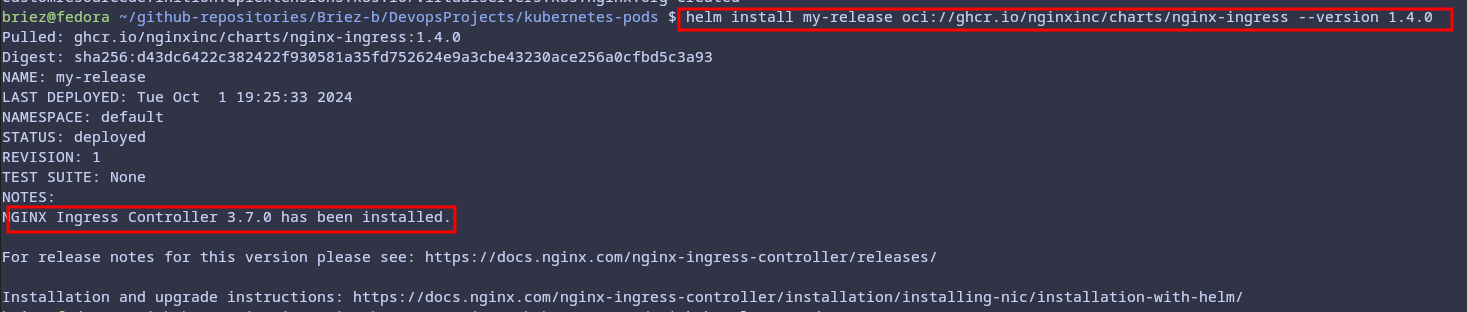 briez@fedora ~/github-repositories/Briez-b/DevopsProjects/kubernetes-pods $ helm install my-release oci://ghcr.io/nginxinc/charts/nginx-ingress --version 1.4.0
Pulled: ghcr.io/nginxinc/charts/nginx-ingress:1.4.0
Digest: sha256:d43dc6422c382422f930581a35fd752624e9a3cbe43230ace256a0cfbd5c3a93
NAME: my-release
LAST DEPLOYED: Tue Oct  1 19:25:33 2024
NAMESPACE: default
STATUS: deployed
REVISION: 1
TEST SUITE: None
NOTES:
NGINX Ingress Controller 3.7.0 has been installed.
For release notes for this version please see: https://docs.nginx.com/nginx-ingress-controller/releases/
Installation and upgrade instructions: https://docs.nginx.com/nginx-ingress-controller/installation/installing-nic/installation-with-helm/